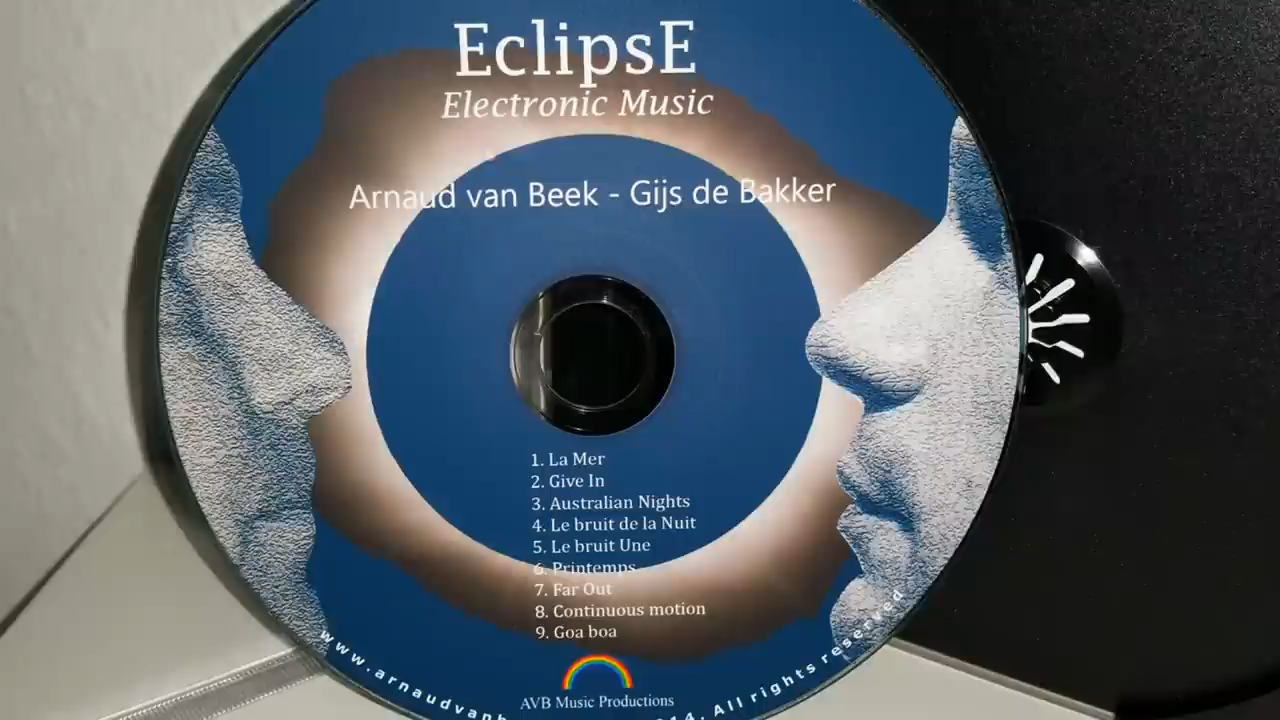 EclipsE
Electronic Music
Arnaud van Beek - Gijs de Bakker
1. La Mer
2. Give In
3. Australian Nights
4. Le bruit de la Nuit
5. Le bruit Une
6. Printemps
7. Far Out
8. Continuous motion
9. Goa boa
AVB Music Productions
All rights reserved